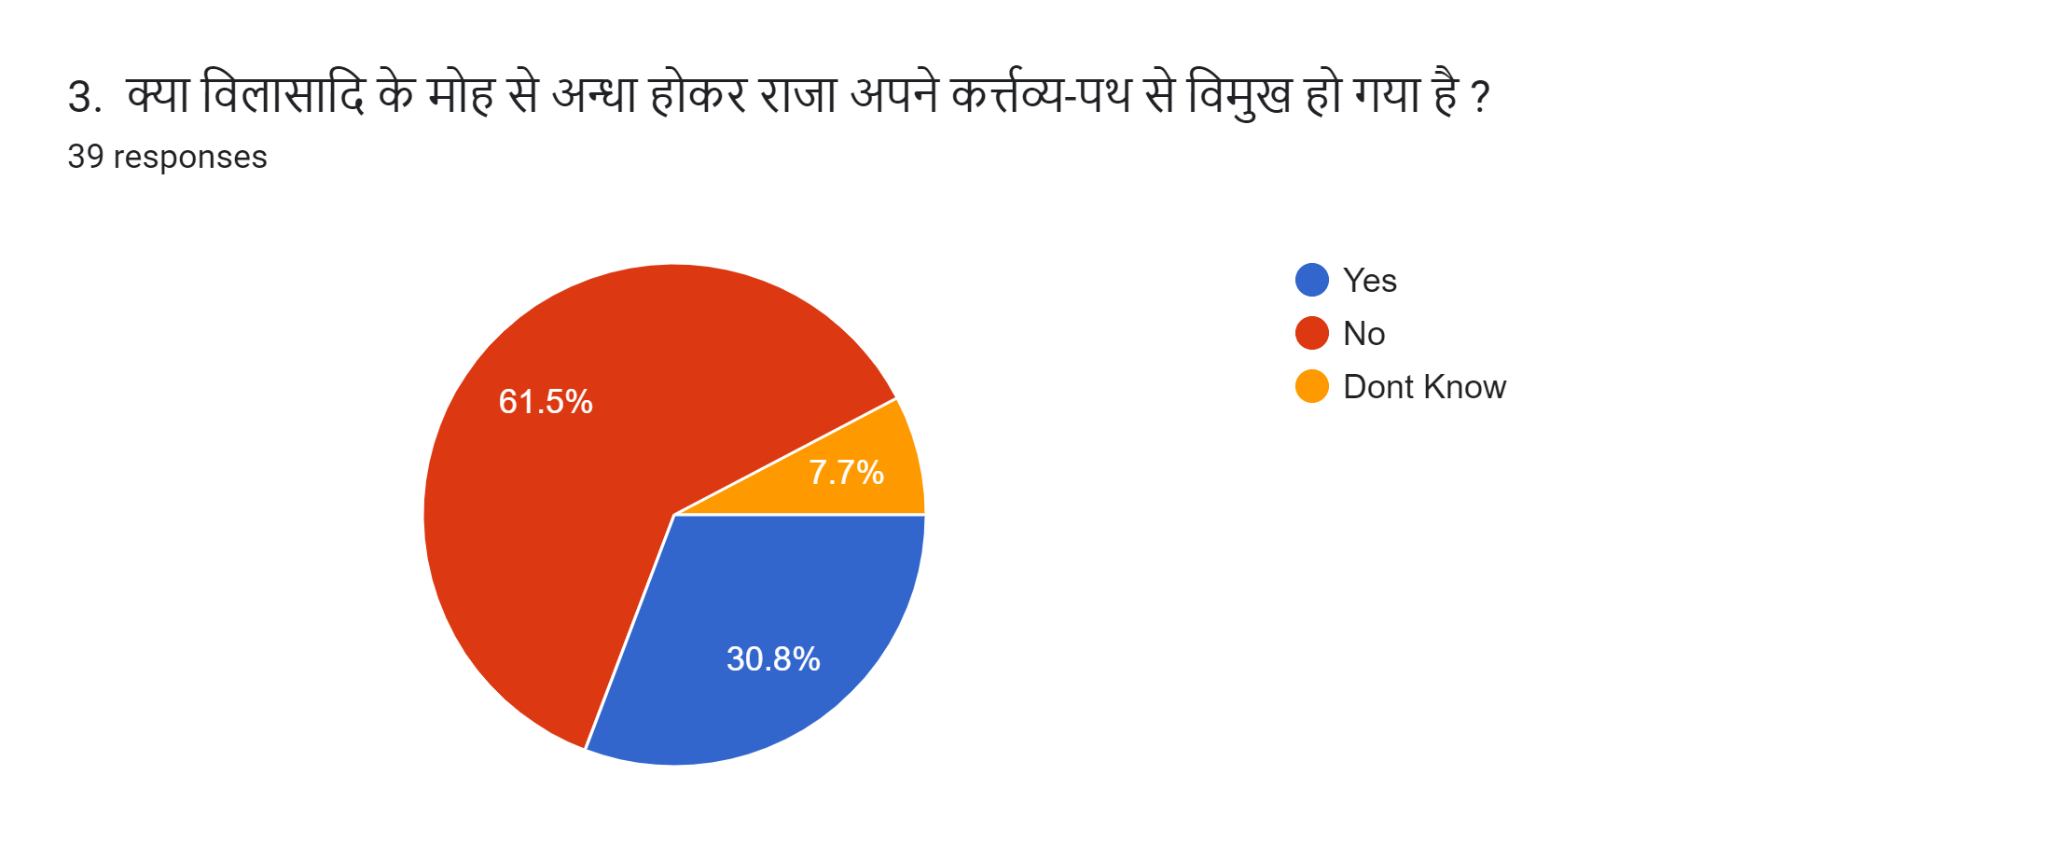 3. क्या विलासादि के मोह से अन्धा होकर राजा अपने कर्त्तव्य-पथ से विमुख हो गया है ?
39 responses
Yes
No
Dont Know
61.5%
7.7%
30.8%